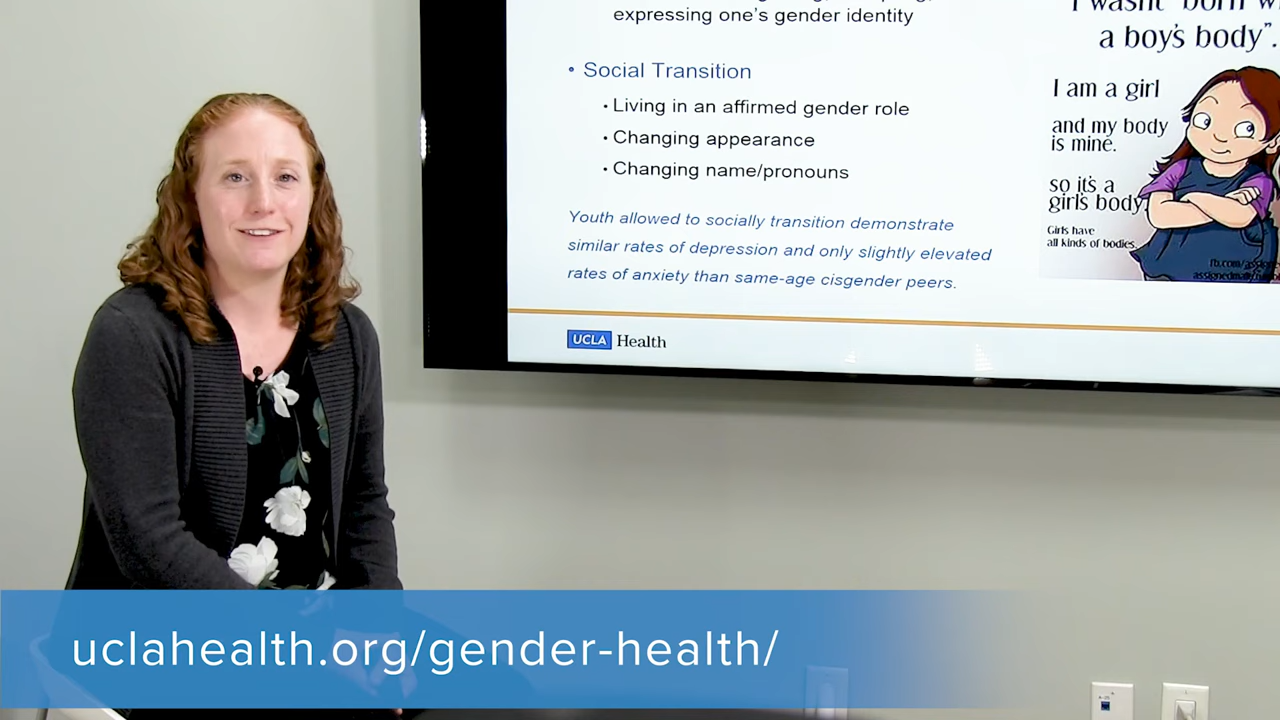 expressing one's gender identity
• Social Transition
• Living in an affirmed gender role
• Changing appearance
• Changing name/pronouns
Youth allowed to socially transition demonstrate
similar rates of depression and only slightly elevated
rates of anxiety than same-age cisgender peers.
UCLA Health
I wasn't "born
a boy's body".
I am a girl
and my body
is mine.
so it's a
girl's body
Girls have
all kinds of bodies.
uclahealth.org/gender-health/